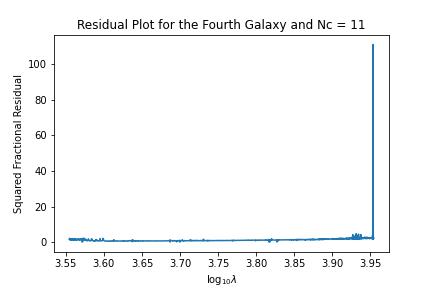 Residual Plot for the Fourth Galaxy and Nc = 11
Squared Fractional Residual
100
80
60
40
20
0
3.55 3.60 3.65 3.70 3.75 3.80 3.85 3.90 3.95
log₁₀λ